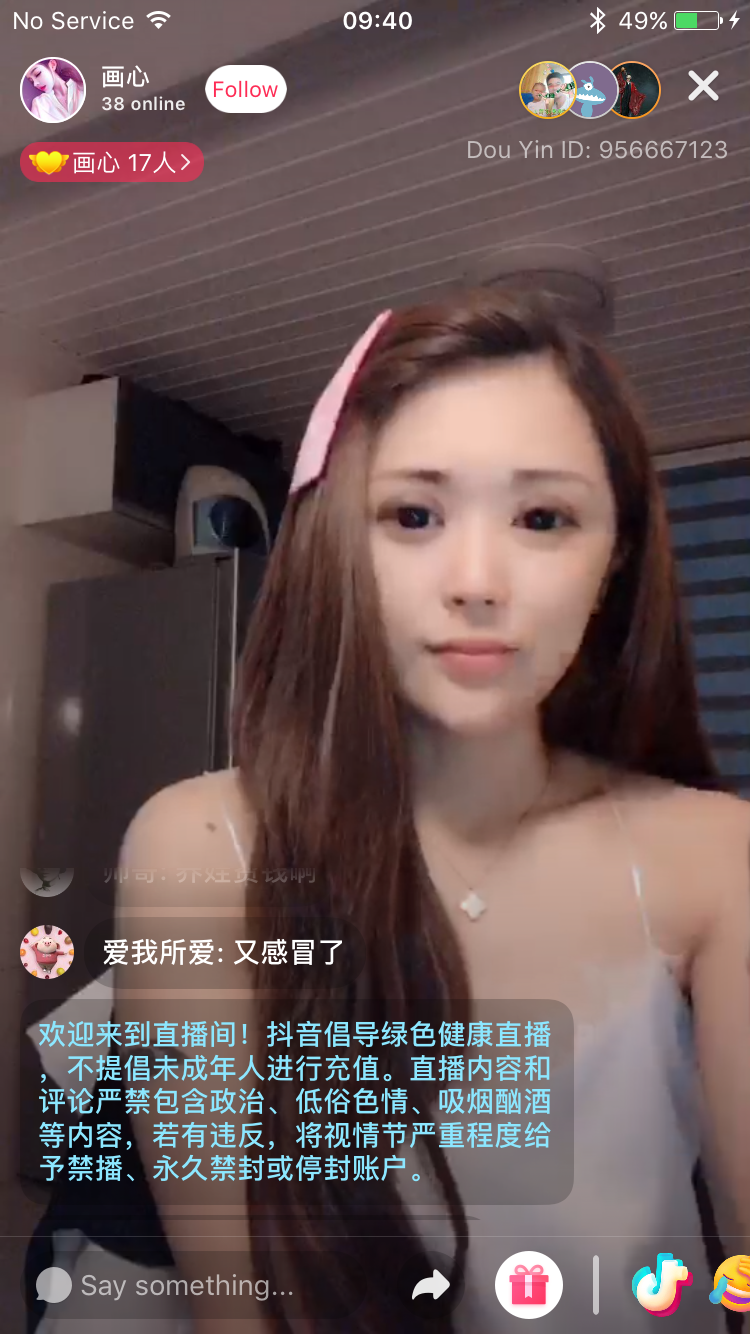 No Service
09:40
49%
画心
38 online
Follow
画心 17人
Dou Yin ID: 956667123
爱我所爱: 又感冒了
欢迎来到直播间！抖音倡导绿色健康直播
，不提倡未成年人进行充值。直播内容和
评论严禁包含政治、低俗色情、吸烟酗酒
等内容，若有违反，将视情节严重程度给
予禁播、永久禁封或停封账户。
Say something...